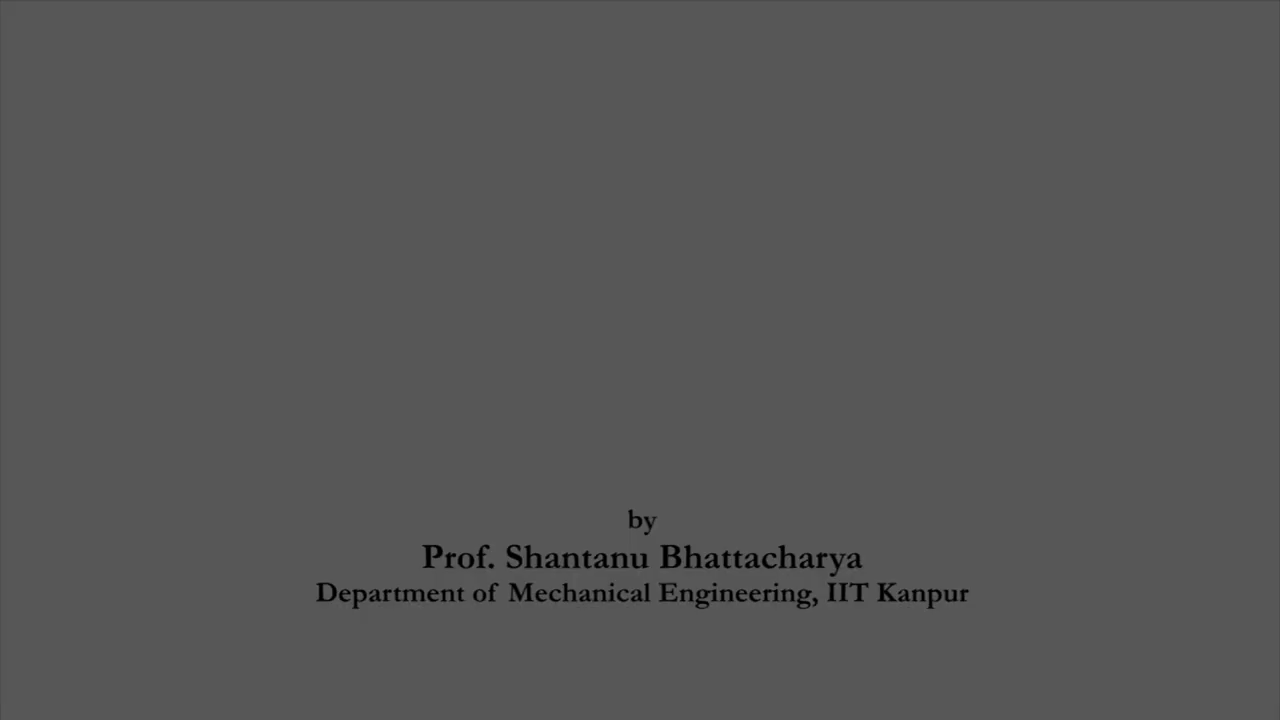 by
Prof. Shantanu Bhattacharya
Department of Mechanical Engineering, IIT Kanpur